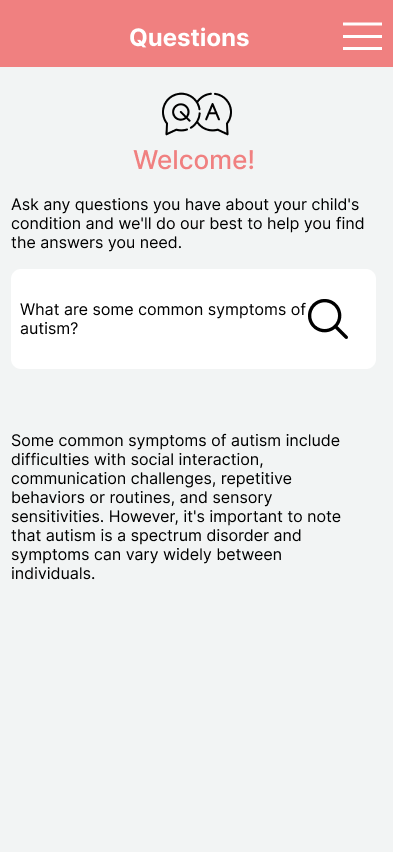 Questions
Q A
Welcome!
Ask any questions you have about your child's
condition and we'll do our best to help you find
the answers you need.
What are some common symptoms of
autism?
Some common symptoms of autism include
difficulties with social interaction,
communication challenges, repetitive
behaviors or routines, and sensory
sensitivities. However, it's important to note
that autism is a spectrum disorder and
symptoms can vary widely between
individuals.